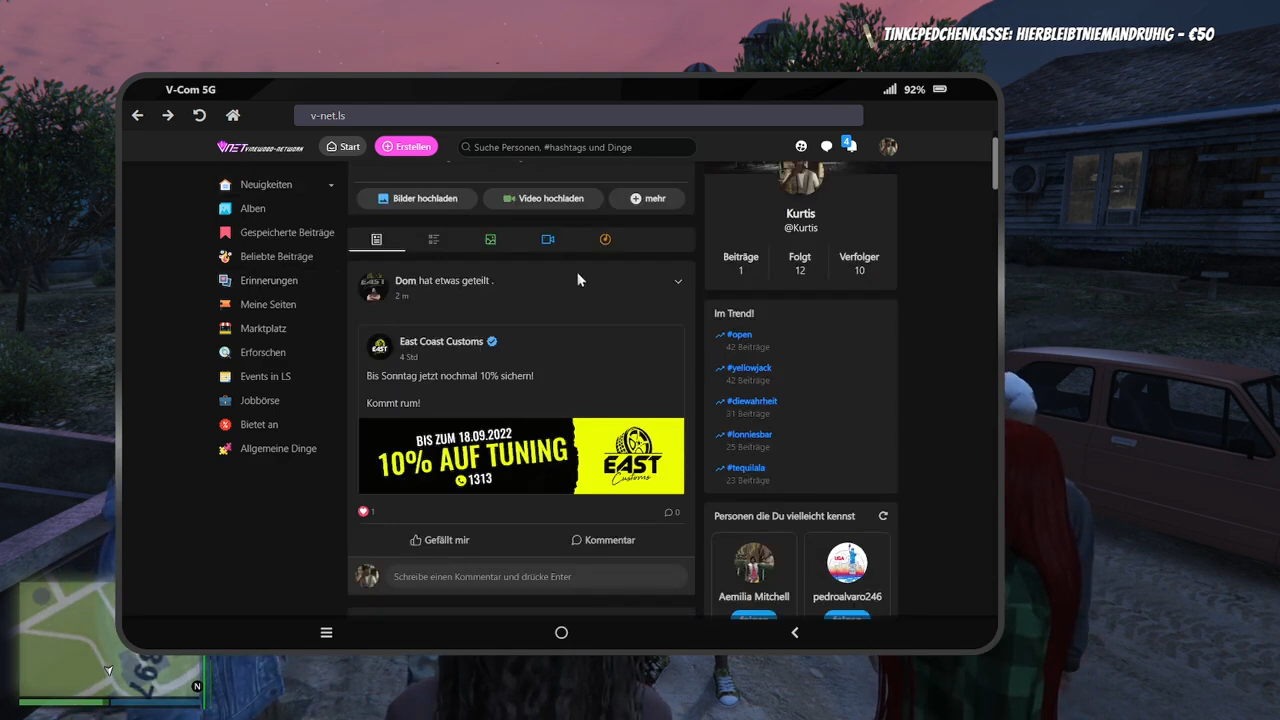 TINKEPEDCHENKASSE: HIERBLEIBTNIEMANDRUHIG - €50
V-Com 5G
92%
v-net.ls
VNET VINEWOOD-NETWORK
Start
Erstellen
Suche Personen, #hashtags und Dinge
4
Neuigkeiten
Alben
Gespeicherte Beiträge
Beliebte Beiträge
Erinnerungen
Meine Seiten
Marktplatz
Erforschen
Events in LS
Jobbörse
Bietet an
Allgemeine Dinge
Bilder hochladen
Video hochladen
mehr
Dom hat etwas geteilt .
2 m
East Coast Customs
4 Std
Bis Sonntag jetzt nochmal 10% sichern!
Kommt rum!
BIS ZUM 18.09.2022
10% AUF TUNING
1313
EAST
Customs
1
0
Gefällt mir
Kommentar
Schreibe einen Kommentar und drücke Enter
Kurtis
@Kurtis
Beiträge
1
Folgt
12
Verfolger
10
Im Trend!
#open
42 Beiträge
#yellowjack
42 Beiträge
#diewahrheit
31 Beiträge
#lonniesbar
25 Beiträge
#tequilala
23 Beiträge
Personen die Du vielleicht kennst
UGA
Aemilia Mitchell
pedroalvaro246
folgen
folgen
N